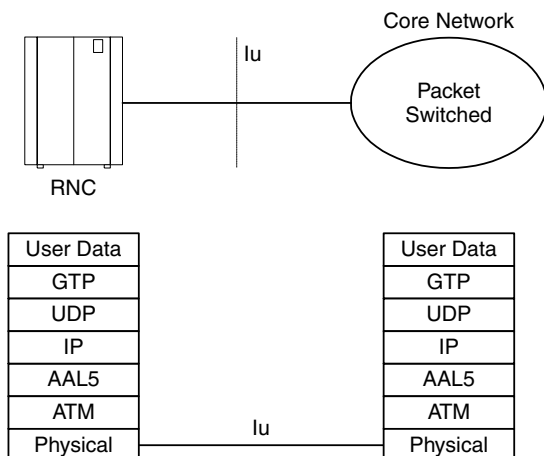 Core Network
Iu
Packet
Switched
RNC
User Data
GTP
UDP
IP
AAL5
ATM
Physical
Iu
User Data
GTP
UDP
IP
AAL5
ATM
Physical